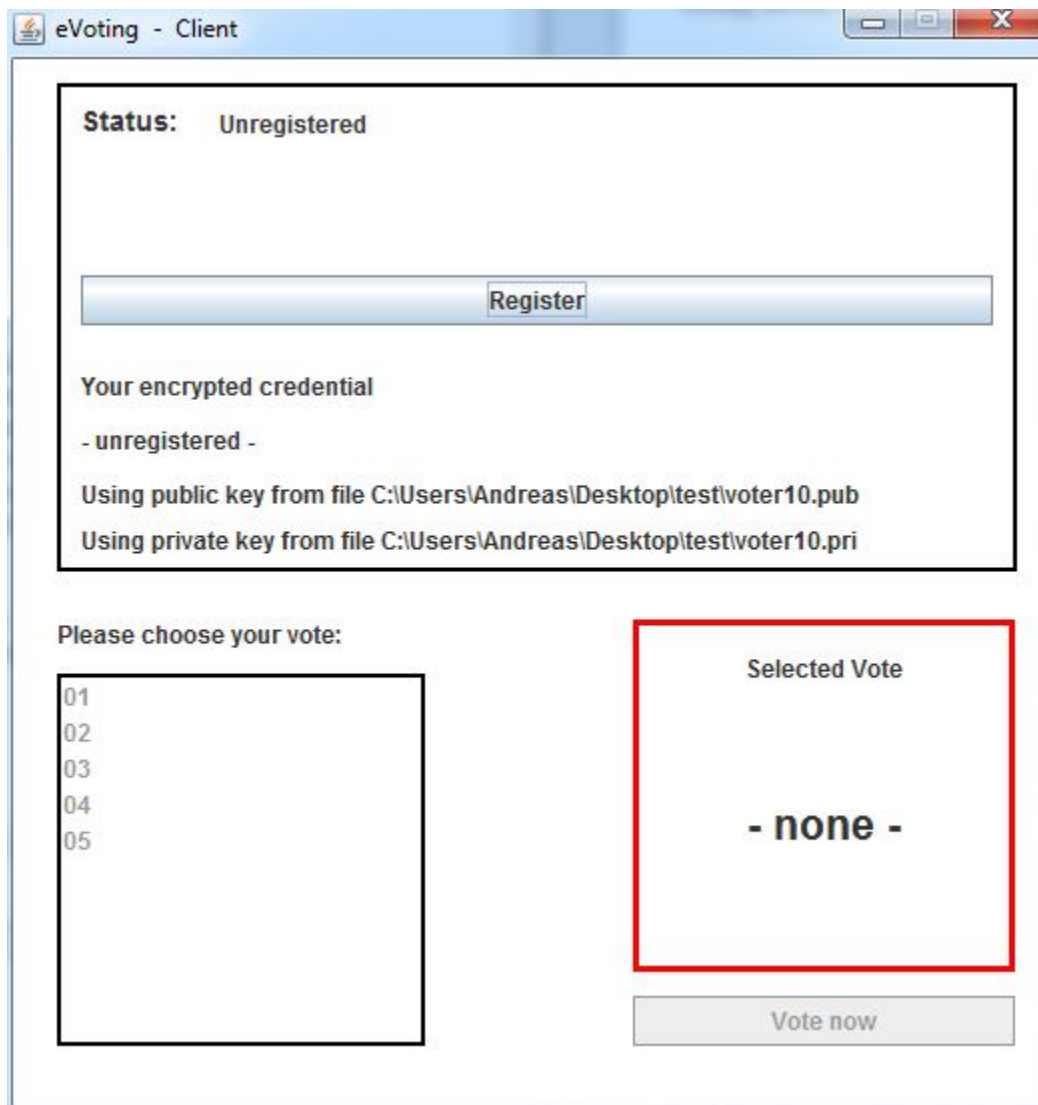 eVoting - Client
Status: Unregistered
Register
Your encrypted credential
- unregistered -
Using public key from file C:\Users\Andreas\Desktop\test\voter10.pub
Using private key from file C:\Users\Andreas\Desktop\test\voter10.pri
Please choose your vote:
01
02
03
04
05
Selected Vote
- none -
Vote now